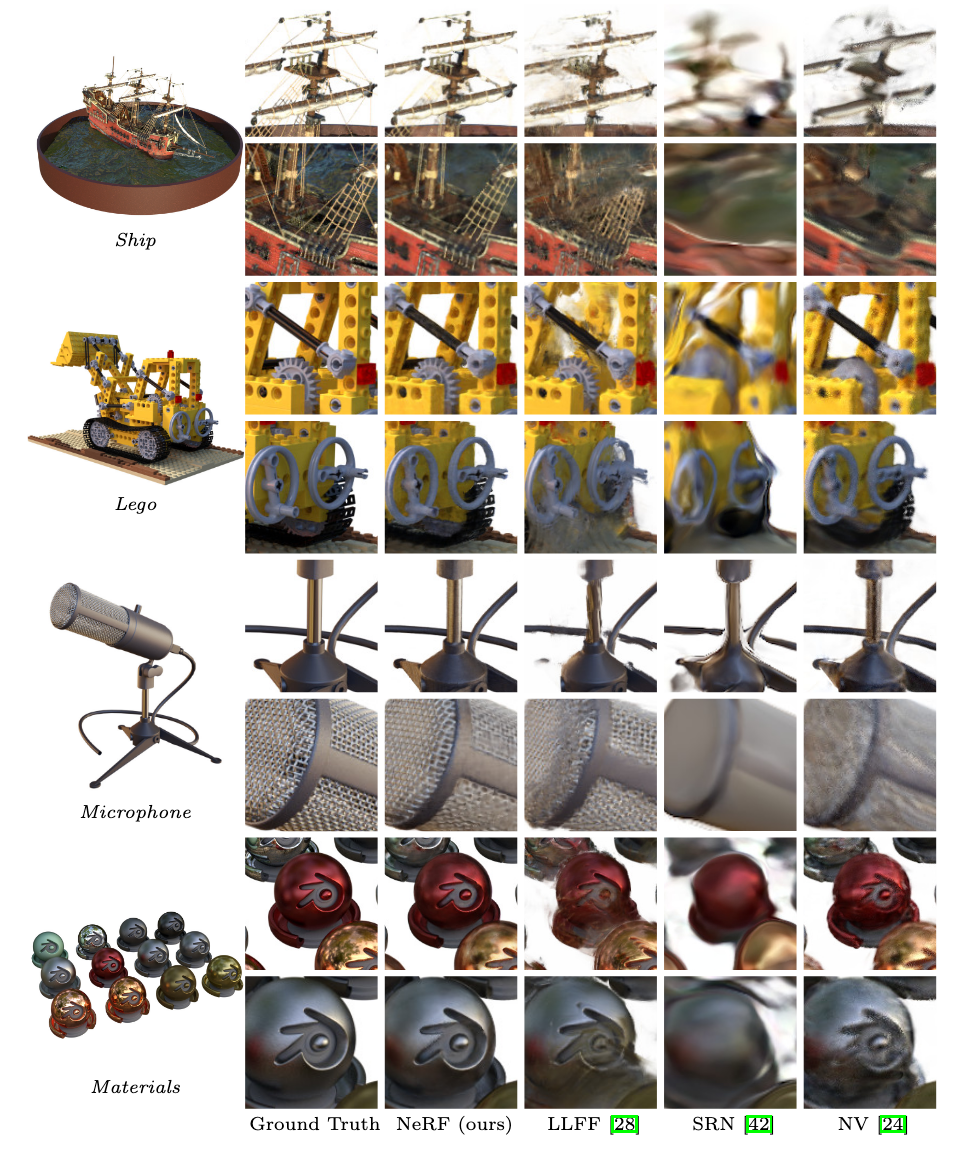 Ship
Lego
Microphone
Materials
Ground Truth NeRF (ours) LLFF [28] SRN [42] NV [24]